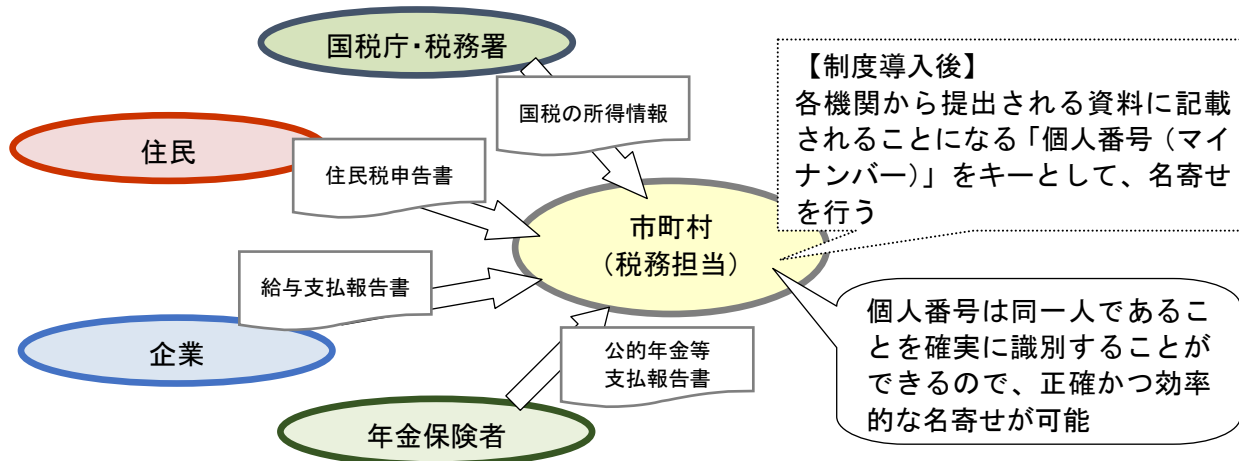 国税庁・税務署
国税の所得情報
住民
住民税申告書
給与支払報告書
企業
公的年金等
支払報告書
年金保険者
市町村
（税務担当）
【制度導入後】
各機関から提出される資料に記載
されることになる「個人番号（マイ
ナンバー）」をキーとして、名寄せ
を行う
個人番号は同一人であるこ
とを確実に識別することが
できるので、正確かつ効率
的な名寄せが可能